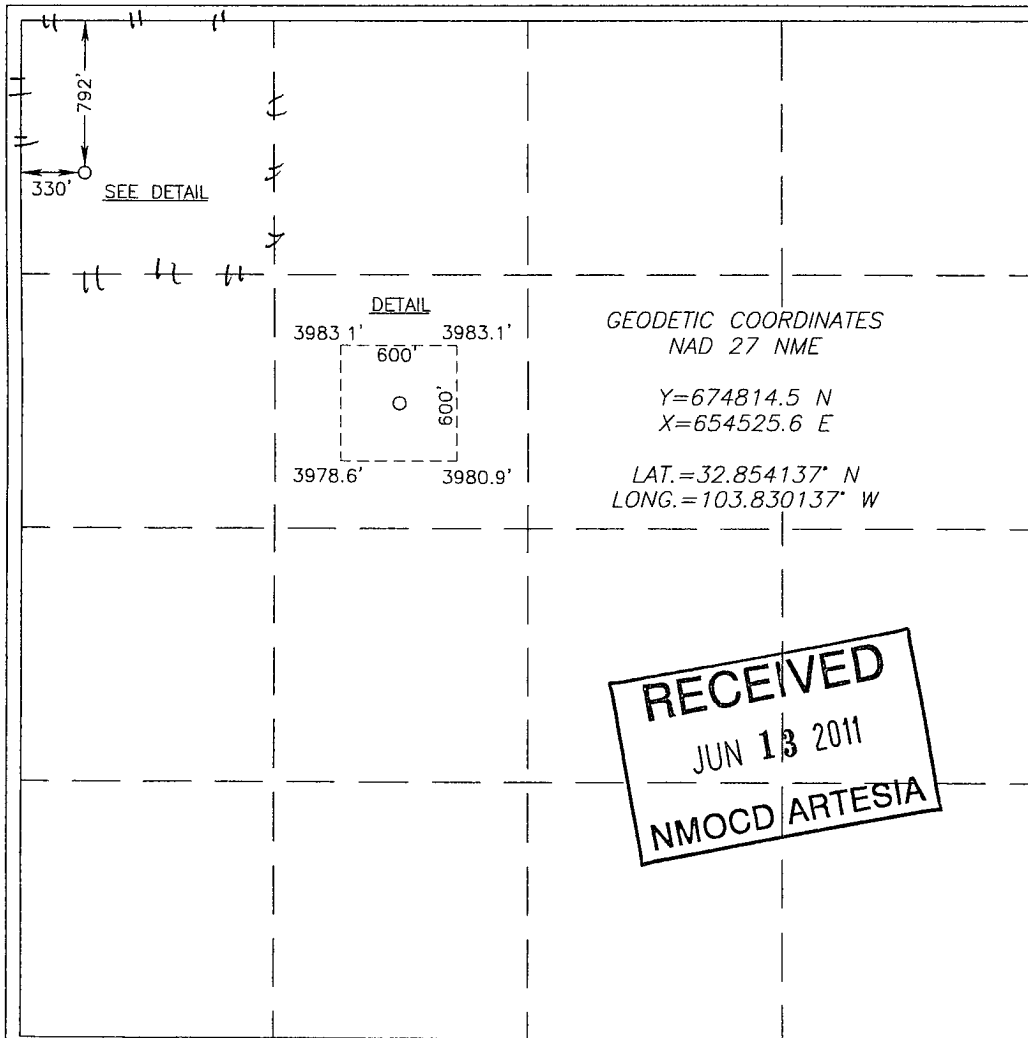 792'
330'
SEE DETAIL
DETAIL
3983.1' 3983.1'
600'
600'
3978.6' 3980.9'
GEODETIC COORDINATES
NAD 27 NME
Y=674814.5 N
X=654525.6 E
LAT.=32.854137° N
LONG.=103.830137° W
RECEIVED
JUN 13 2011
NMOCD ARTESIA